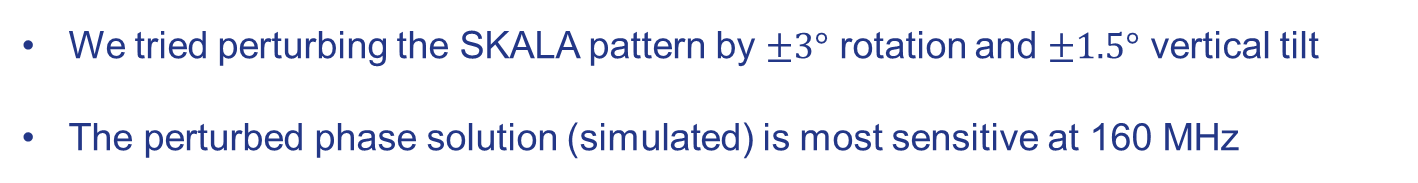 • We tried perturbing the SKALA pattern by ±3° rotation and ±1.5° vertical tilt
• The perturbed phase solution (simulated) is most sensitive at 160 MHz